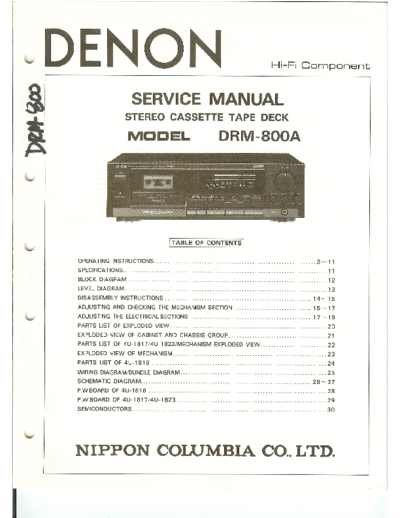 DENON
Hi-Fi Component
DRM-800
SERVICE MANUAL
STEREO CASSETTE TAPE DECK
MODEL DRM-800A
TABLE OF CONTENTS
OPERATING INSTRUCTIONS 2~11
SPECIFICATIONS 11
BLOCK DIAGRAM 12
LEVEL DIAGRAM 13
DISASSEMBLY INSTRUCTIONS 14~15
ADJUSTING AND CHECKING THE MECHANISM SECTION 15~17
ADJUSTING THE ELECTRICAL SECTIONS 17~19
PARTS LIST OF EXPLODED VIEW 20
EXPLODED VIEW OF CABINET AND CHASSIS GROUP 21
PARTS LIST OF 4U-1817/4U-1823/MECHANISM EXPLODED VIEW 22
EXPLODED VIEW OF MECHANISM 23
PARTS LIST OF 4U-1816 24
WIRING DIAGRAM/BUNDLE DIAGRAM 25
SCHEMATIC DIAGRAM 26~27
P.W.BOARD OF 4U-1816 28
P.W.BOARD OF 4U-1817/4U-1823 29
SEMICONDUCTORS 30
NIPPON COLUMBIA CO., LTD.